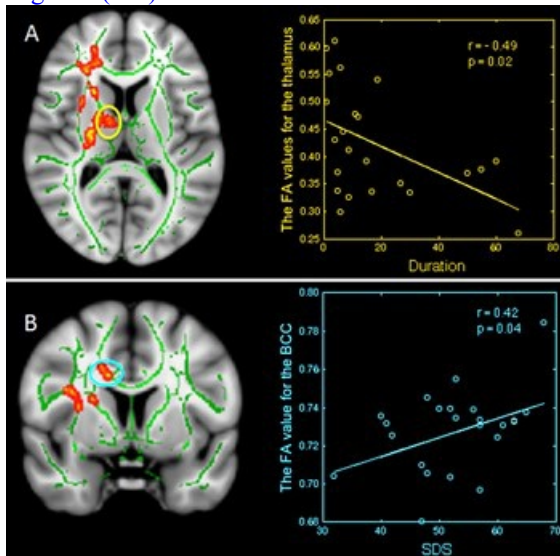 A
r = - 0.49
p = 0.02
The FA values for the thalamus
0.65
0.60
0.55
0.50
0.45
0.40
0.35
0.30
0.25
0
20
40
60
80
Duration
B
r = 0.42
p = 0.04
The FA value for the BCC
0.80
0.78
0.76
0.74
0.72
0.70
0.68
30
40
50
60
70
SDS